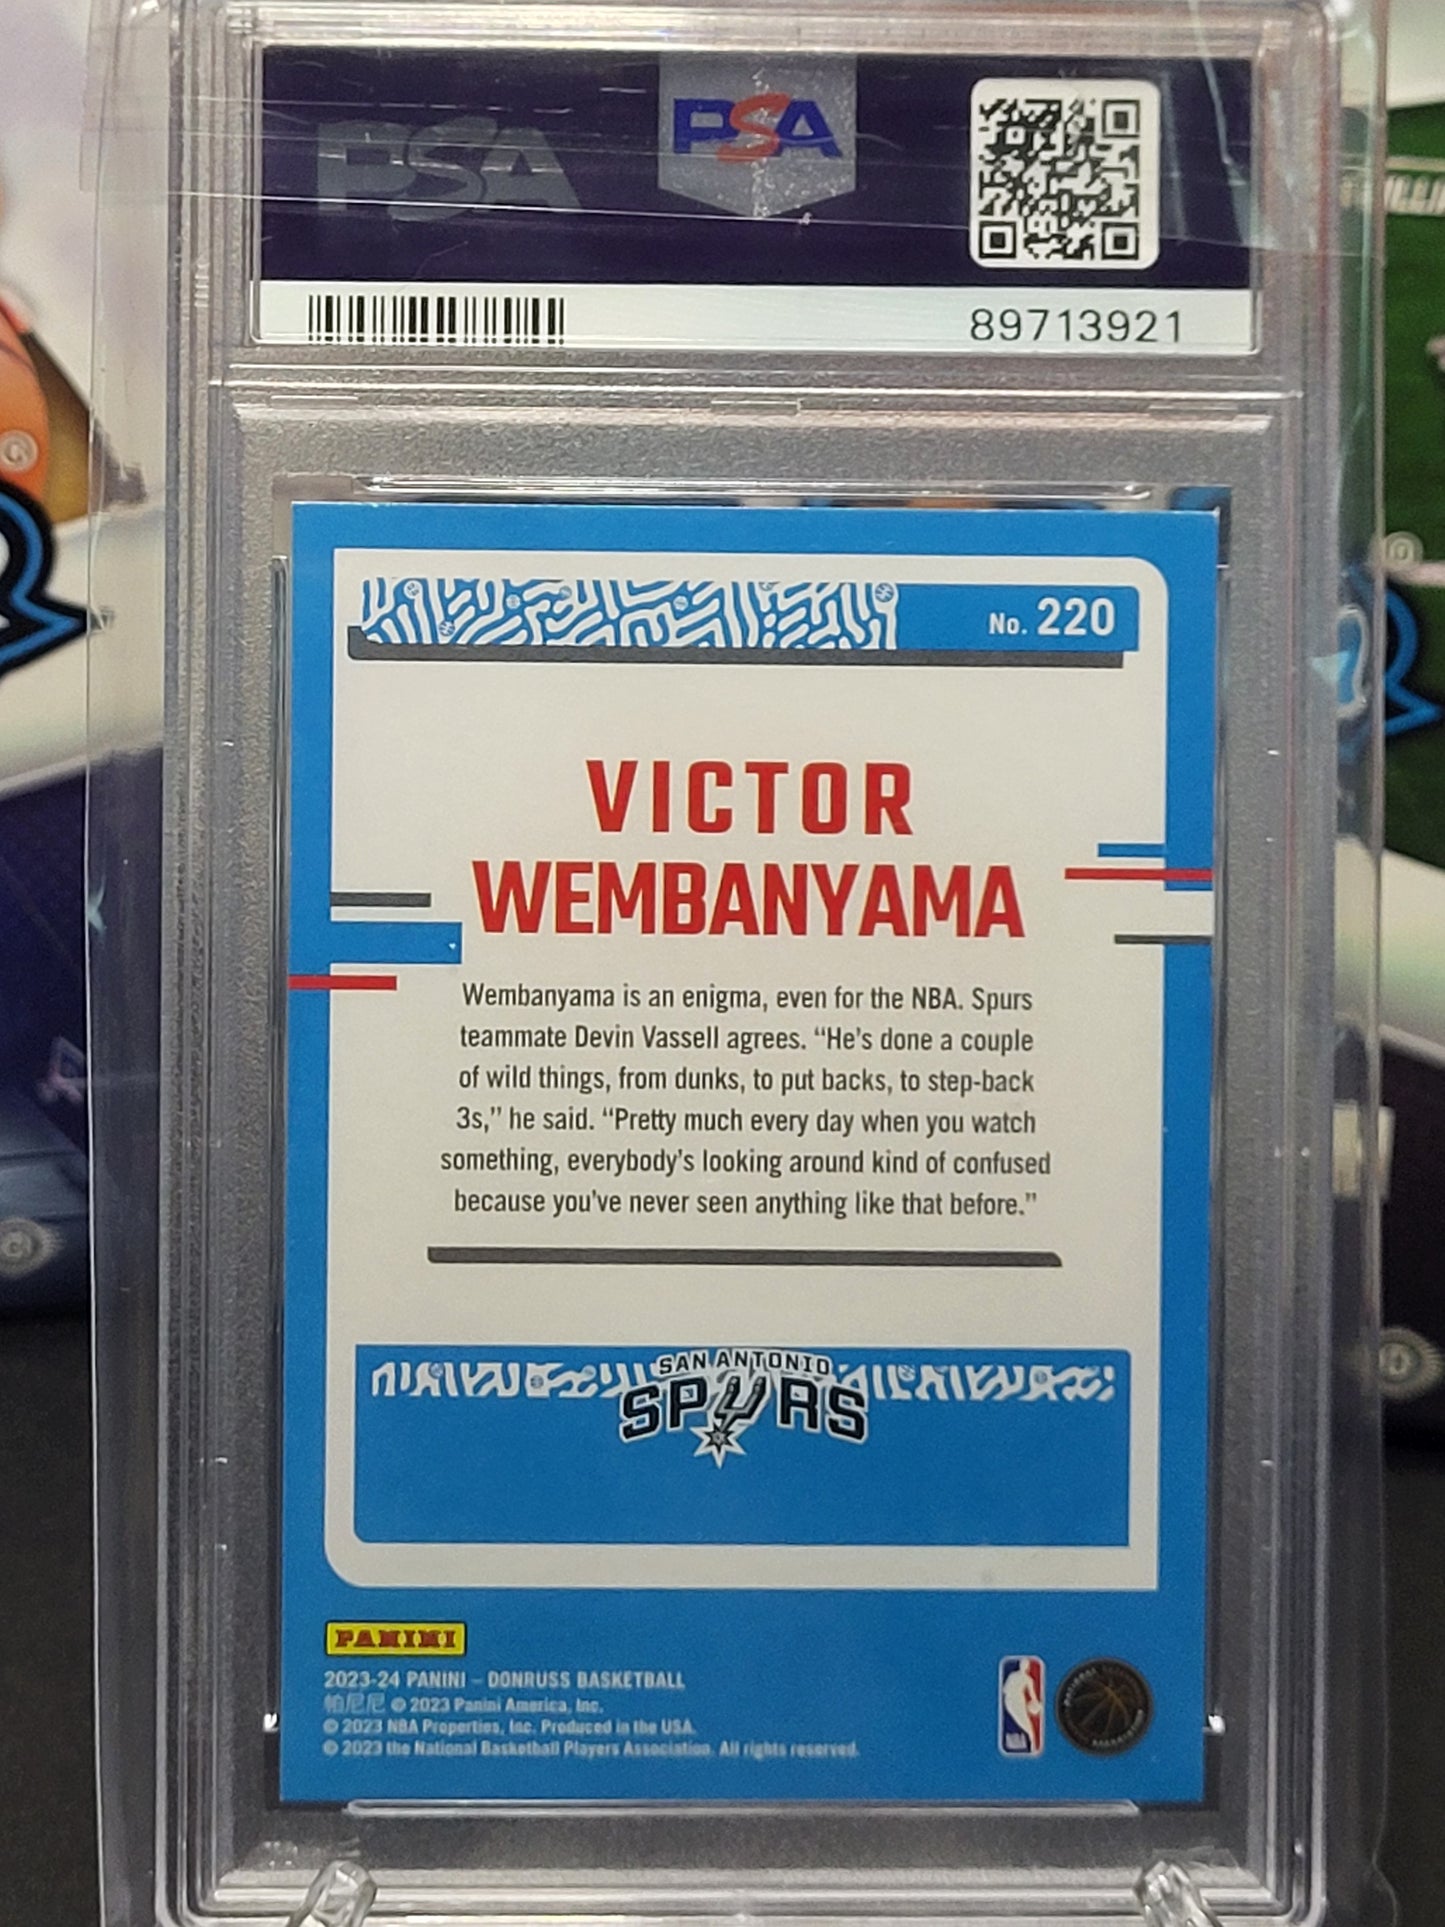 PSA
PSA
89713921
No. 220
VICTOR
WEMBANYAMA
Wembanyama is an enigma, even for the NBA. Spurs
teammate Devin Vassell agrees. “He’s done a couple
of wild things, from dunks, to put backs, to step-back
3s,” he said. “Pretty much every day when you watch
something, everybody’s looking around kind of confused
because you’ve never seen anything like that before.”
SAN ANTONIO
SPURS
PANINI
2023-24 PANINI – DONRUSS BASKETBALL
帕尼尼 © 2023 Panini America, Inc.
© 2023 NBA Properties, Inc. Produced in the USA.
© 2023 the National Basketball Players Association. All rights reserved.
NBA